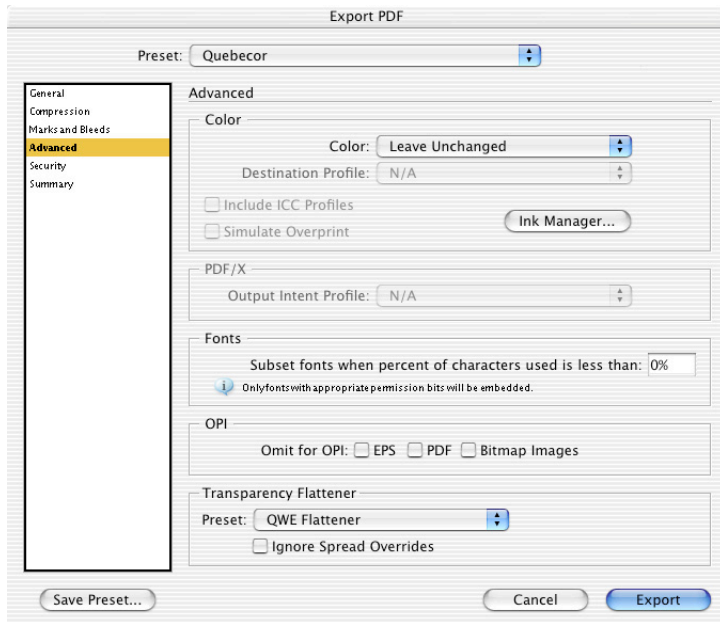 Export PDF
Preset: Quebecor
General
Compression
Marks and Bleeds
Advanced
Security
Summary
Advanced
Color
Color: Leave Unchanged
Destination Profile: N/A
Include ICC Profiles
Simulate Overprint
Ink Manager...
PDF/X
Output Intent Profile: N/A
Fonts
Subset fonts when percent of characters used is less than: 0%
Only fonts with appropriate permission bits will be embedded.
OPI
Omit for OPI: EPS PDF Bitmap Images
Transparency Flattener
Preset: QWE Flattener
Ignore Spread Overrides
Save Preset... Cancel Export